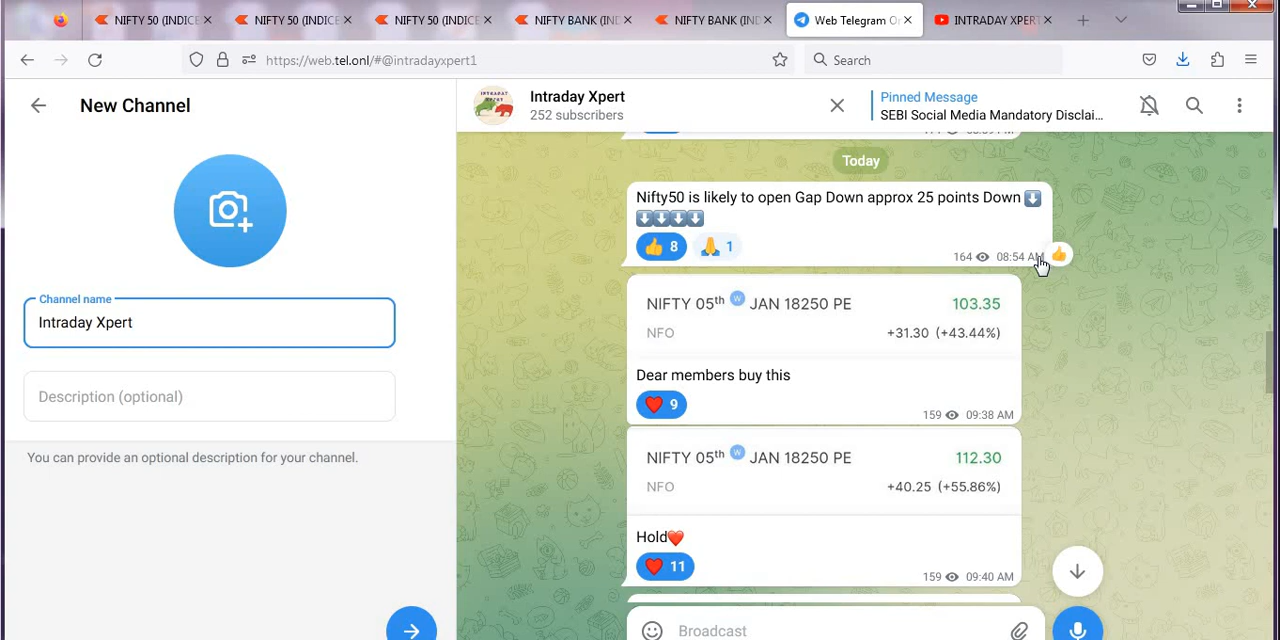 NIFTY 50 (INDICE
NIFTY 50 (INDICE
NIFTY 50 (INDICE
NIFTY BANK (IND
NIFTY BANK (IND
Web Telegram O
INTRADAY XPERT
https://web.tel.onl/#@intradayxpert1
Search
New Channel
Intraday Xpert
252 subscribers
Pinned Message
SEBI Social Media Mandatory Disclai...
Today
Nifty50 is likely to open Gap Down approx 25 points Down ⬇️
⬇️⬇️⬇️⬇️
👍 8 🙏 1
164 08:54 AM
Channel name
Intraday Xpert
Description (optional)
You can provide an optional description for your channel.
NIFTY 05th W JAN 18250 PE 103.35
NFO +31.30 (+43.44%)
Dear members buy this
❤️ 9
159 09:38 AM
NIFTY 05th W JAN 18250 PE 112.30
NFO +40.25 (+55.86%)
Hold❤️
❤️ 11
159 09:40 AM
Broadcast